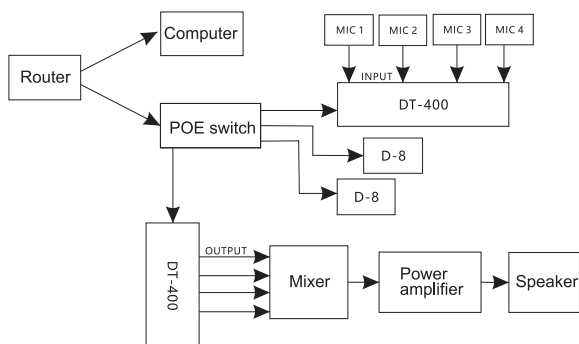 Computer
MIC 1
MIC 2
MIC 3
MIC 4
Router
INPUT
DT-400
POE switch
D-8
D-8
DT-400
OUTPUT
Mixer
Power
amplifier
Speaker